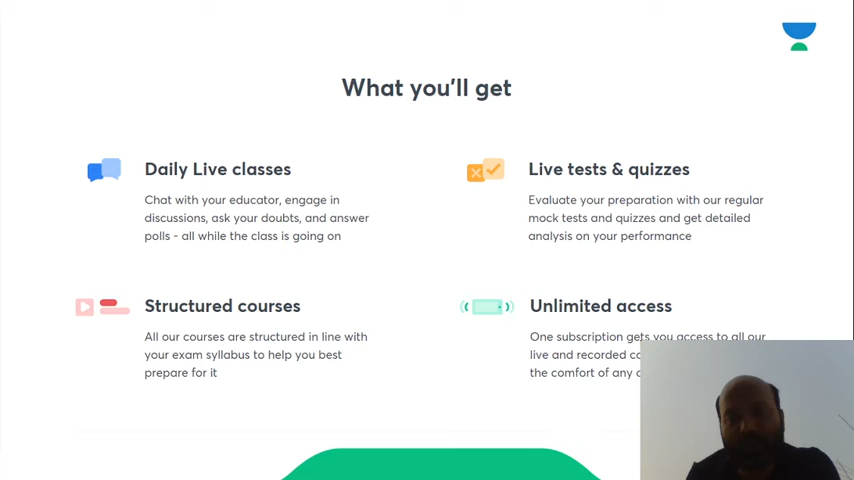 What you'll get
Daily Live classes
Chat with your educator, engage in
discussions, ask your doubts, and answer
polls - all while the class is going on
Live tests & quizzes
Evaluate your preparation with our regular
mock tests and quizzes and get detailed
analysis on your performance
Structured courses
All our courses are structured in line with
your exam syllabus to help you best
prepare for it
Unlimited access
One subscription gets you access to all our
live and recorded
the comfort of any